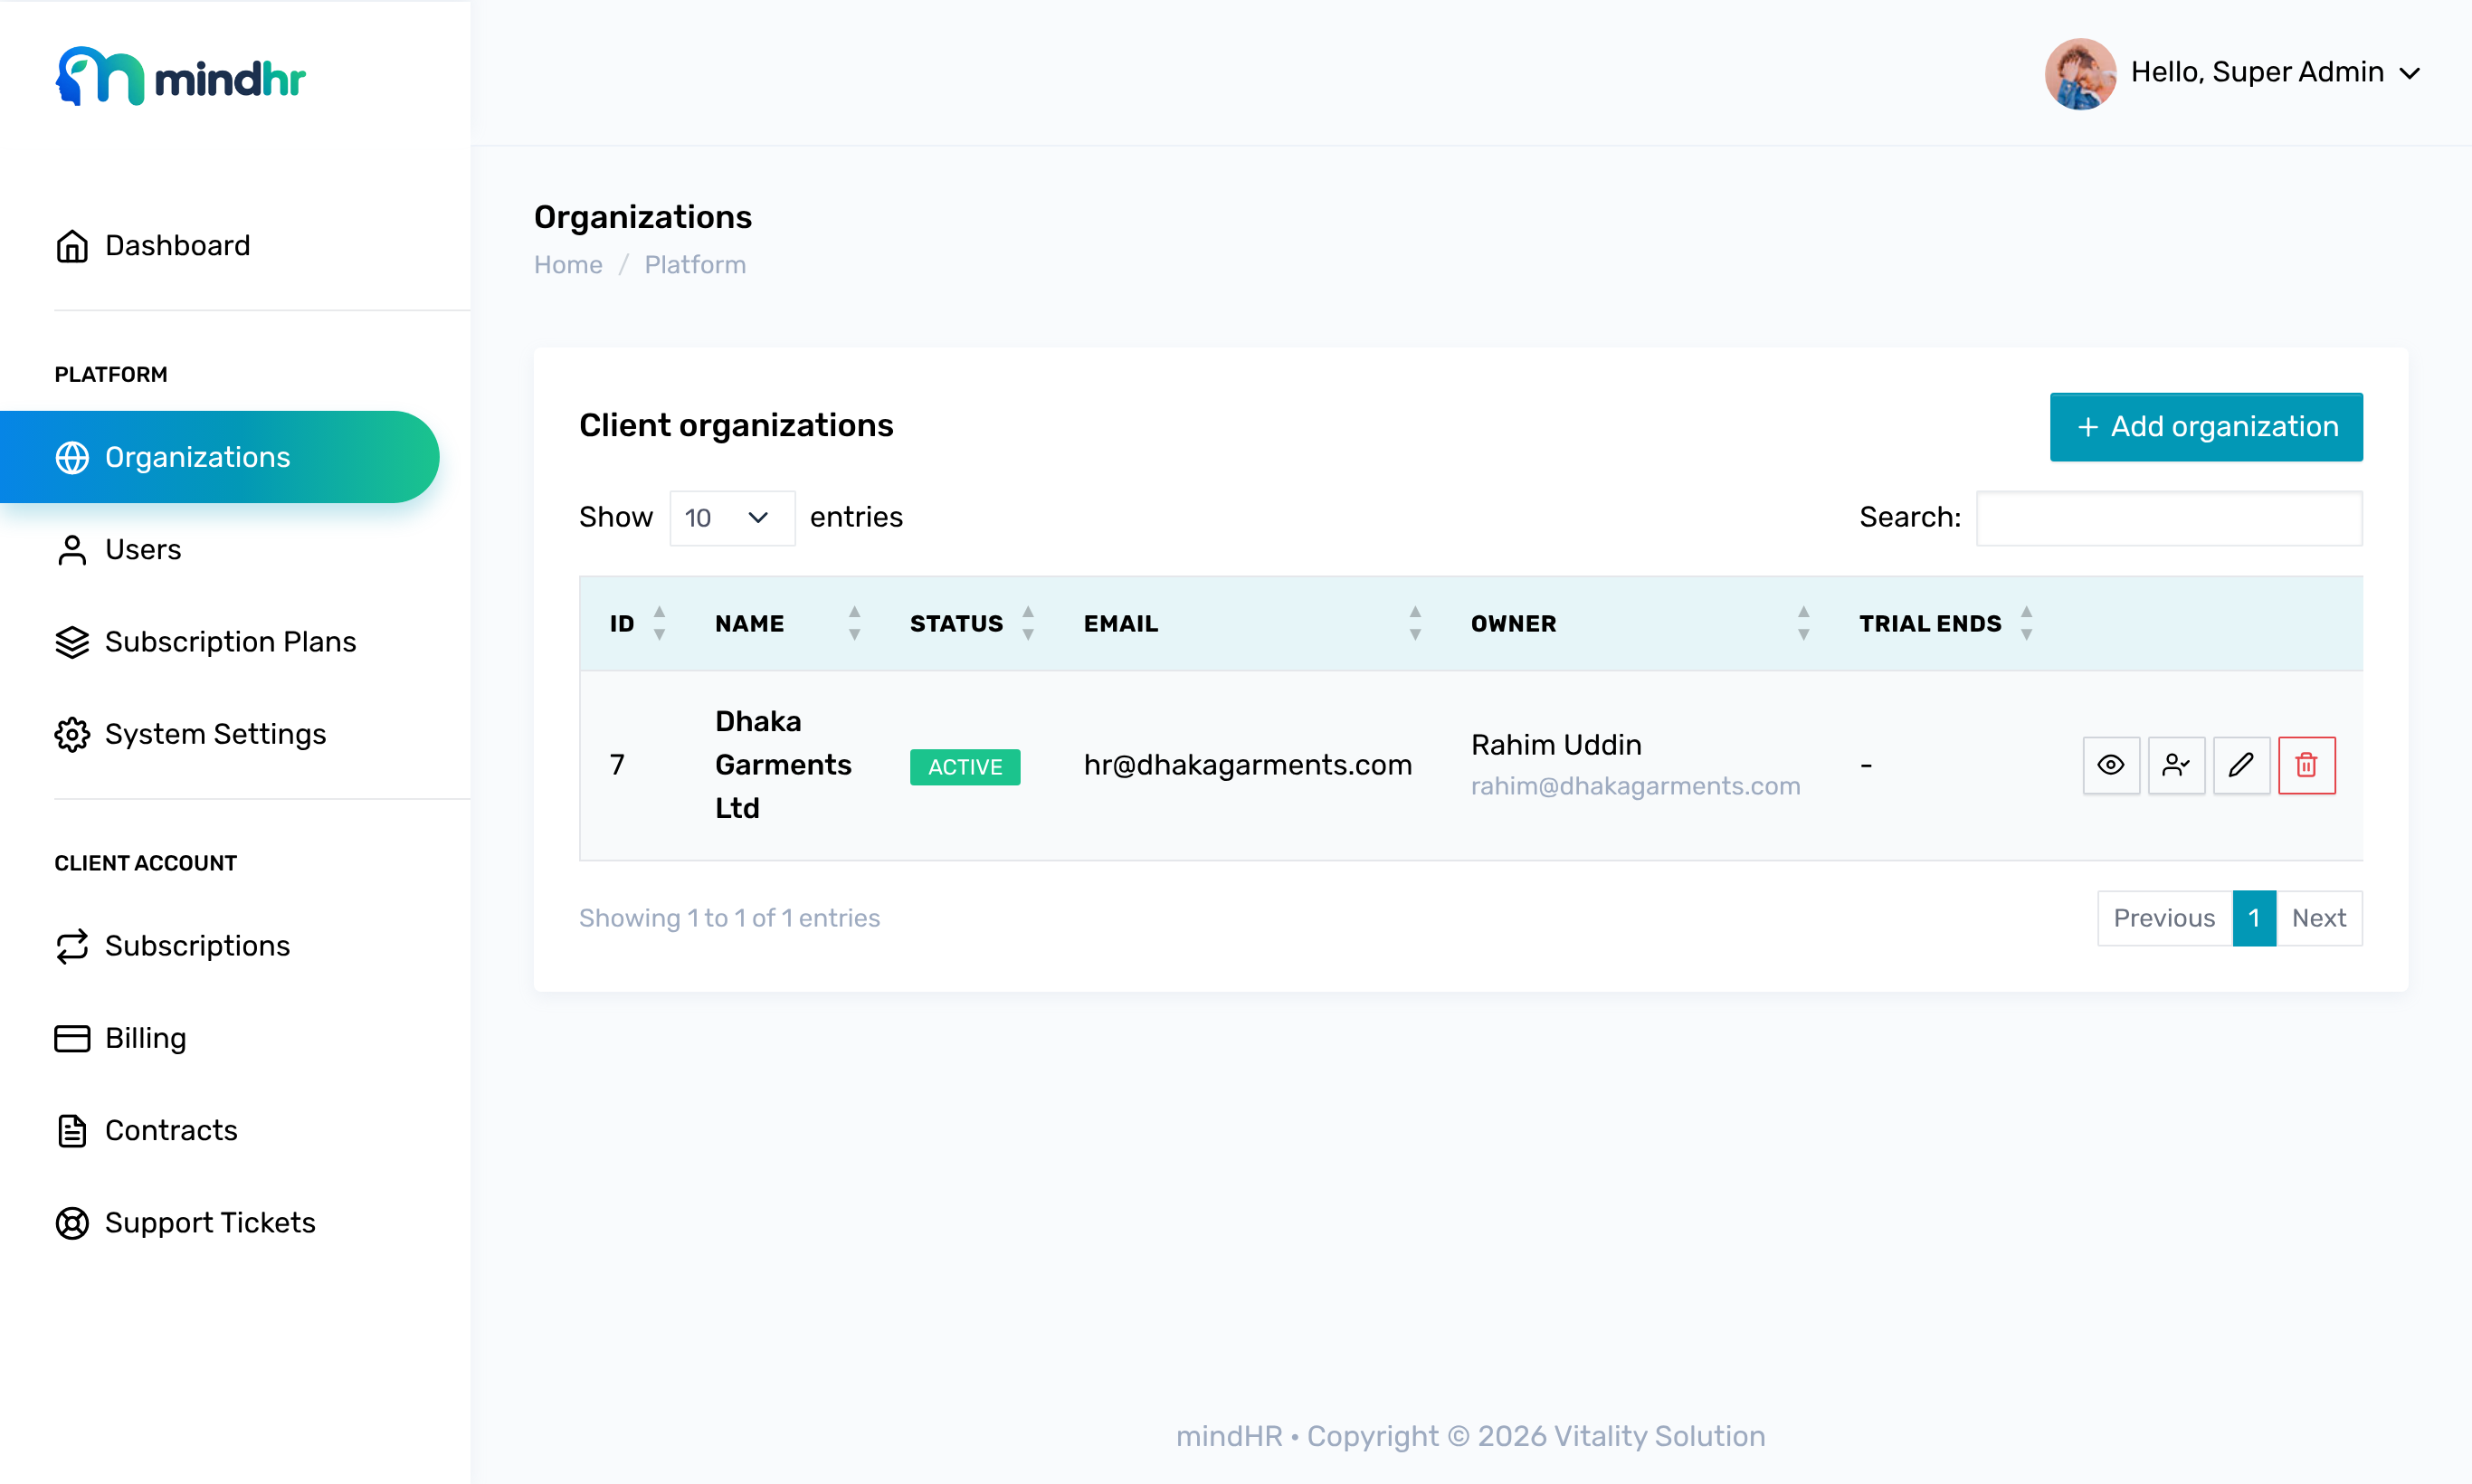 mindhr
Hello, Super Admin
Dashboard
PLATFORM
Organizations
Users
Subscription Plans
System Settings
CLIENT ACCOUNT
Subscriptions
Billing
Contracts
Support Tickets
Organizations
Home / Platform
Client organizations
+ Add organization
Show 10 entries
Search:
ID NAME STATUS EMAIL OWNER TRIAL ENDS
7 Dhaka Garments Ltd ACTIVE hr@dhakagarments.com Rahim Uddin -
rahim@dhakagarments.com
Showing 1 to 1 of 1 entries
Previous 1 Next
mindHR • Copyright © 2026 Vitality Solution